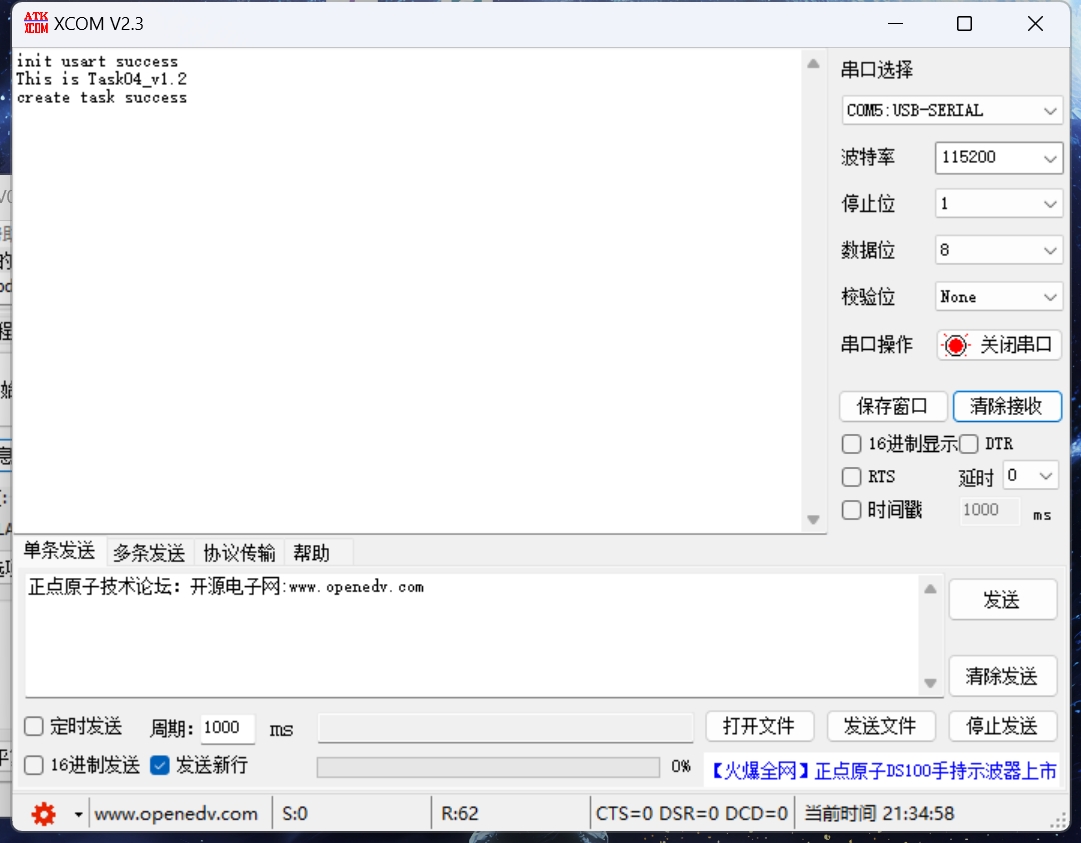 ATK XCOM XCOM V2.3
init usart success
This is Task04_v1.2
create task success
串口选择
COM5:USB-SERIAL
波特率 115200
停止位 1
数据位 8
校验位 None
串口操作 关闭串口
保存窗口 清除接收
16进制显示 DTR
RTS 延时 0
时间戳 1000 ms
单条发送 多条发送 协议传输 帮助
正点原子技术论坛：开源电子网:www.openedv.com
发送
清除发送
定时发送 周期: 1000 ms 打开文件 发送文件 停止发送
16进制发送 发送新行 0% 【火爆全网】正点原子DS100手持示波器上市
www.openedv.com S:0 R:62 CTS=0 DSR=0 DCD=0 当前时间 21:34:58